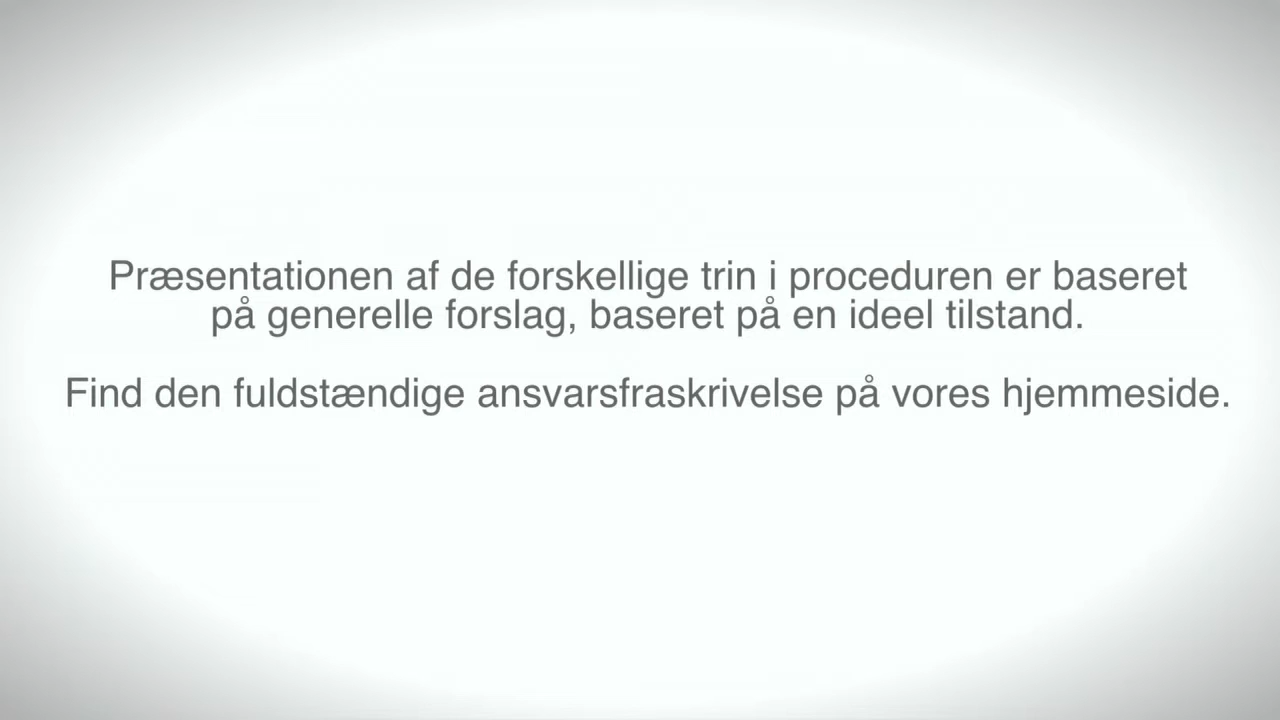 Præsentationen af de forskellige trin i proceduren er baseret
på generelle forslag, baseret på en ideel tilstand.
Find den fuldstændige ansvarsfraskrivelse på vores hjemmeside.